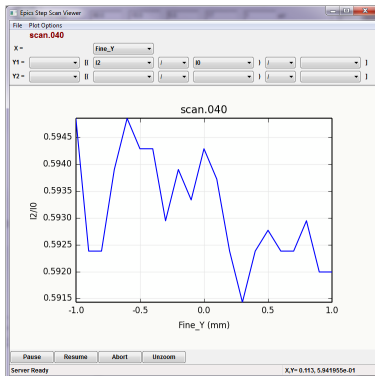 Epics Step Scan Viewer
File Plot Options
scan.040
X = Fine_Y
Y1 = [( I2 / I0 ) / ]
Y2 = [( / ) / ]
scan.040
0.5945
0.5940
0.5935
0.5930
0.5925
0.5920
0.5915
I2/I0
-1.0 -0.5 0.0 0.5 1.0
Fine_Y (mm)
Pause Resume Abort Unzoom
Server Ready X,Y= 0.113, 5.941955e-01